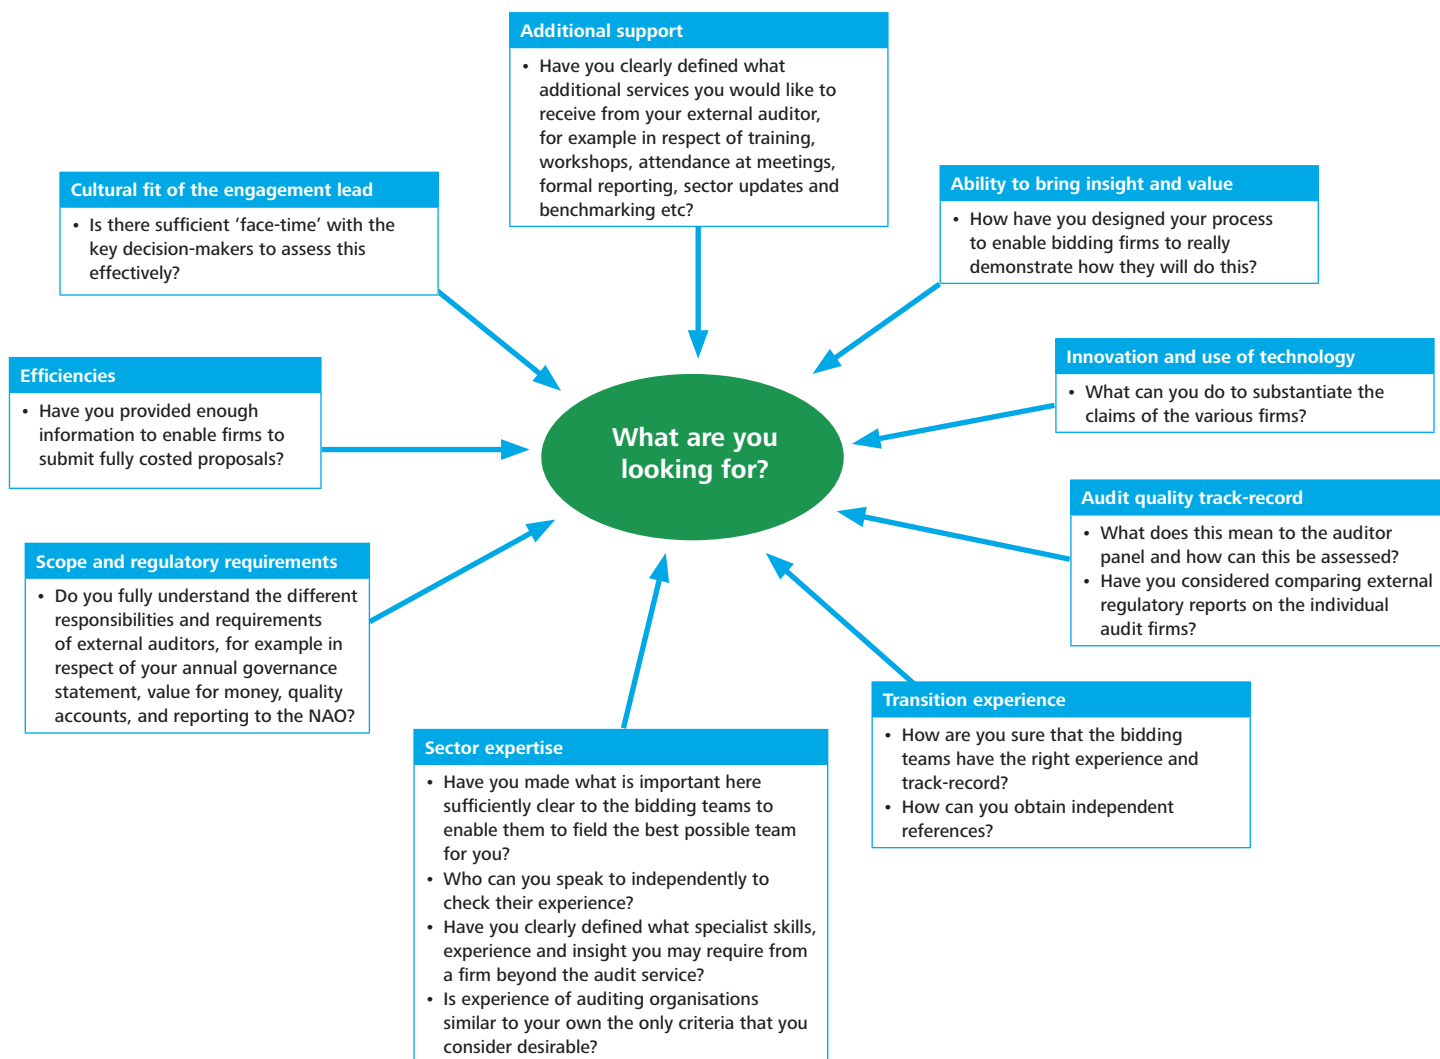 Additional support
• Have you clearly defined what
additional services you would like to
receive from your external auditor,
for example in respect of training,
workshops, attendance at meetings,
formal reporting, sector updates and
benchmarking etc?
Cultural fit of the engagement lead
• Is there sufficient ‘face-time’ with the
key decision-makers to assess this
effectively?
Ability to bring insight and value
• How have you designed your process
to enable bidding firms to really
demonstrate how they will do this?
Efficiencies
• Have you provided enough
information to enable firms to
submit fully costed proposals?
What are you
looking for?
Innovation and use of technology
• What can you do to substantiate the
claims of the various firms?
Audit quality track-record
• What does this mean to the auditor
panel and how can this be assessed?
• Have you considered comparing external
regulatory reports on the individual
audit firms?
Scope and regulatory requirements
• Do you fully understand the different
responsibilities and requirements
of external auditors, for example in
respect of your annual governance
statement, value for money, quality
accounts, and reporting to the NAO?
Transition experience
• How are you sure that the bidding
teams have the right experience and
track-record?
• How can you obtain independent
references?
Sector expertise
• Have you made what is important here
sufficiently clear to the bidding teams to
enable them to field the best possible team
for you?
• Who can you speak to independently to
check their experience?
• Have you clearly defined what specialist skills,
experience and insight you may require from
a firm beyond the audit service?
• Is experience of auditing organisations
similar to your own the only criteria that you
consider desirable?